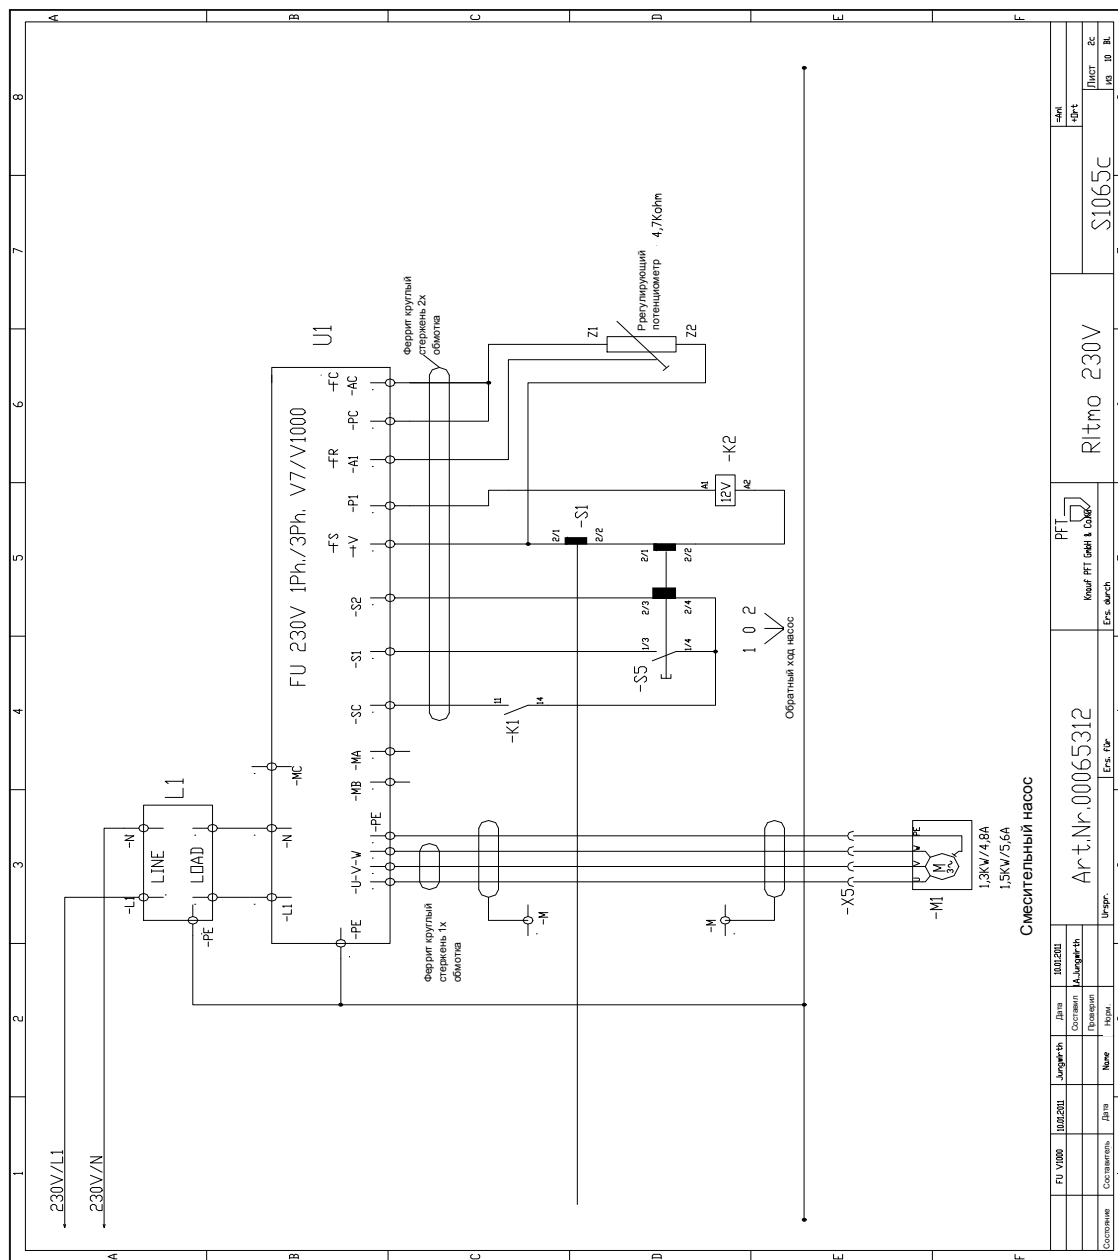 1
2
3
4
5
6
7
8
A
B
C
D
E
F
A
B
C
D
E
F
230V/L1
230V/N
-L1
-N
LINE
LOAD
L1
-PE
-L1
-N
-MC
-PE
U1
FU 230V 1Ph./3Ph. V7/V1000
-U-V-W
-PE
-MB
-MA
-SC
-S1
-S2
-FS
+V
-P1
-FR
-A1
-PC
-FC
-AC
Феррит круглый
стержень 1x
обмотка
Феррит круглый
стержень 2x
обмотка
-M
-M
-K1
11
14
-S1
2/1
2/2
-S5
1/3
1/4
2/3
2/4
2/1
2/2
1 0 2
Обратный ход насос
-K2
A1
12V
A2
Z1
Z2
Ррегулирующий
потенциометр 4,7Kohm
-X5
-M1
U
V
W
PE
M
3~
1,3KW/4,8A
1,5KW/5,6A
Смесительный насос
FU V1000
10.01.2011
Jungwirth
Состояние
Составитель
Дата
Name
Дата
10.01.2011
Составил
A.Jungwirth
Проверил
Норм.
Art.Nr.00065312
Urspr.
Ers. für
Ers. durch
PFT
Knauf PFT GmbH & Co.KG
Ritmo 230V
S1065c
=Anl
+Ort
Лист 2c
из 10 BL